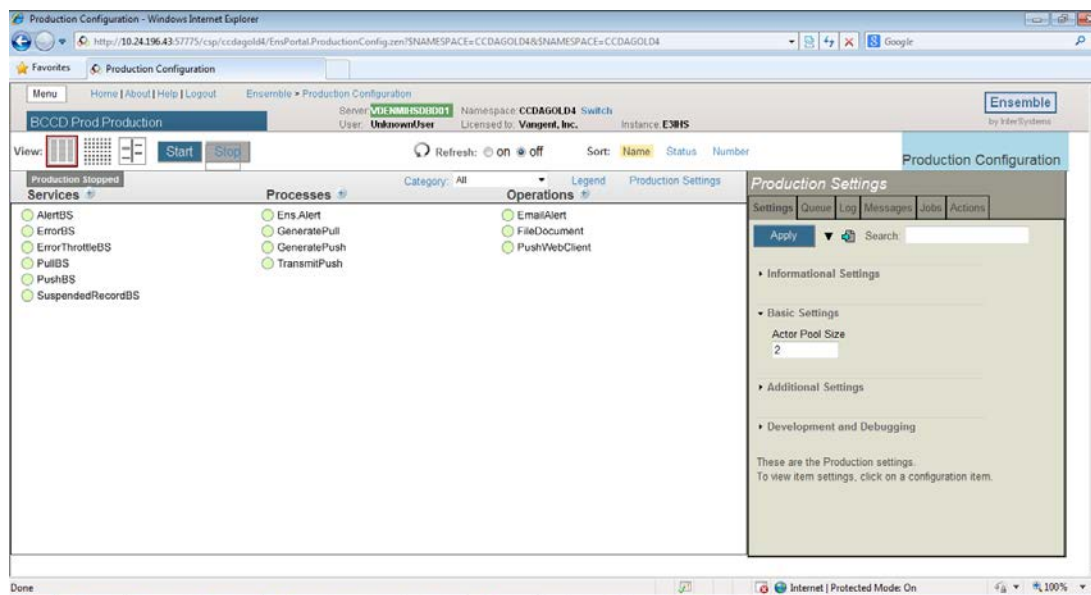 Production Configuration - Windows Internet Explorer
http://10.24.196.43:57775/csp/ccdagold4/EnsPortal.ProductionConfig.zen?$NAMESPACE=CCDAGOLD4&$NAMESPACE=CCDAGOLD4
Google
Favorites Production Configuration
Menu Home | About | Help | Logout Ensemble > Production Configuration
Server: VDENMIHSDBD01 Namespace: CCDAGOLD4 Switch
Ensemble
BCCD Prod Production
User: UnknownUser Licensed to: Vangent, Inc. Instance: E3IHS
by InterSystems
View: Start Stop Refresh: on off Sort: Name Status Number
Production Configuration
Production Stopped
Category: All Legend Production Settings
Services Processes Operations
AlertBS Ens.Alert EmailAlert
ErrorBS GeneratePull FileDocument
ErrorThrottleBS GeneratePush PushWebClient
PullBS TransmitPush
PushBS
SuspendedRecordBS
Production Settings
Settings Queue Log Messages Jobs Actions
Apply Search:
Informational Settings
Basic Settings
Actor Pool Size
2
Additional Settings
Development and Debugging
These are the Production settings.
To view item settings, click on a configuration item.
Done Internet | Protected Mode: On 100%